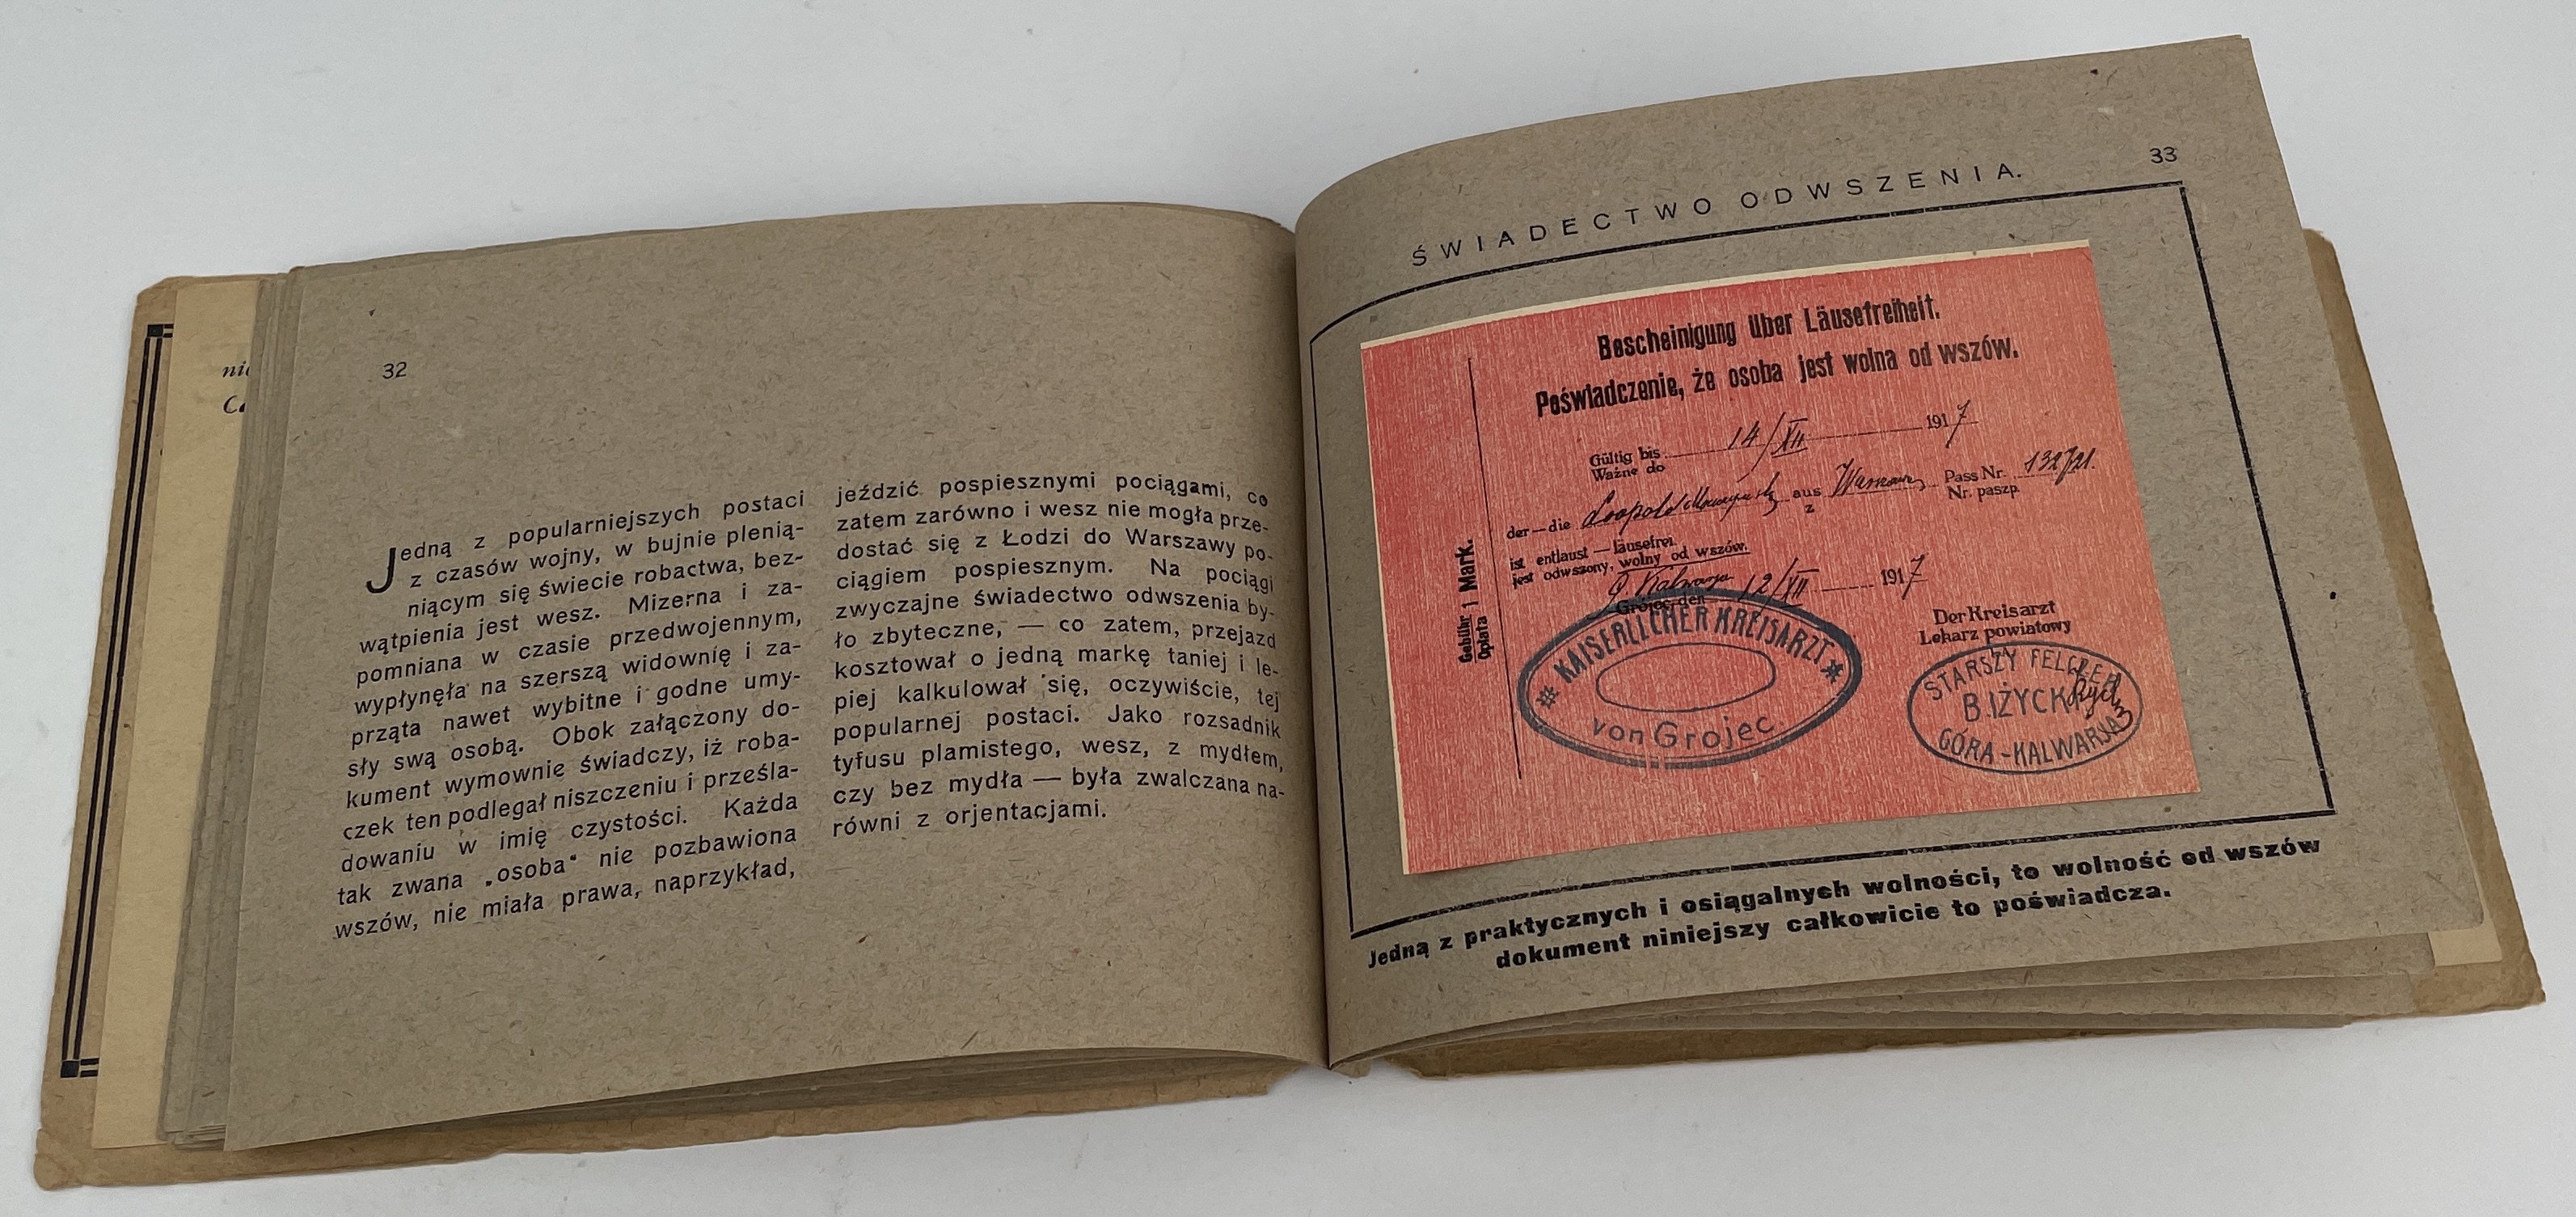 32
Jedną z popularniejszych postaci
z czasów wojny, w bujnie plenią-
niącym się świecie robactwa, bez-
wątpienia jest wesz. Mizerna i za-
pomniana w czasie przedwojennym,
wypłynęła na szerszą widownię i za-
prząta nawet wybitne i godne umy-
sły swą osobą. Obok załączony do-
kument wymownie świadczy, iż roba-
czek ten podlegał niszczeniu i prześla-
dowaniu w imię czystości. Każda
tak zwana „osoba“ nie pozbawiona
wszów, nie miała prawa, naprzykład,
jeździć pospiesznymi pociągami, co
zatem zarówno i wesz nie mogła prze-
dostać się z Łodzi do Warszawy po-
ciągiem pospiesznym. Na pociągi
zwyczajne świadectwo odwszenia by-
ło zbyteczne, — co zatem, przejazd
kosztował o jedną markę taniej i le-
piej kalkulował się, oczywiście, tej
popularnej postaci. Jako rozsadnik
tyfusu plamistego, wesz, z mydłem,
czy bez mydła — była zwalczana na-
równi z orjentacjami.
33
ŚWIADECTWO ODWSZENIA.
Bescheinigung über Läusefreiheit.
Poświadczenie, że osoba jest wolna od wszów.
Gültig bis 14/XII 1917
Ważne do
der—die Leopold aus Pass Nr. 132721.
z Nr. paszp.
ist entlaust — läusefrei.
jest odwszony, wolny od wszów.
G. Kalwarja 12/XII 1917
Grójec den
Gebühr 1 Mark.
Opłata
Der Kreisarzt
Lekarz powiatowy
KAISERLICHER KREISARZT
von Grojec.
STARSZY FELCZER
B. IŻYCKI
GÓRA-KALWARJA
Jedną z praktycznych i osiągalnych wolności, to wolność od wszów
dokument niniejszy całkowicie to poświadcza.